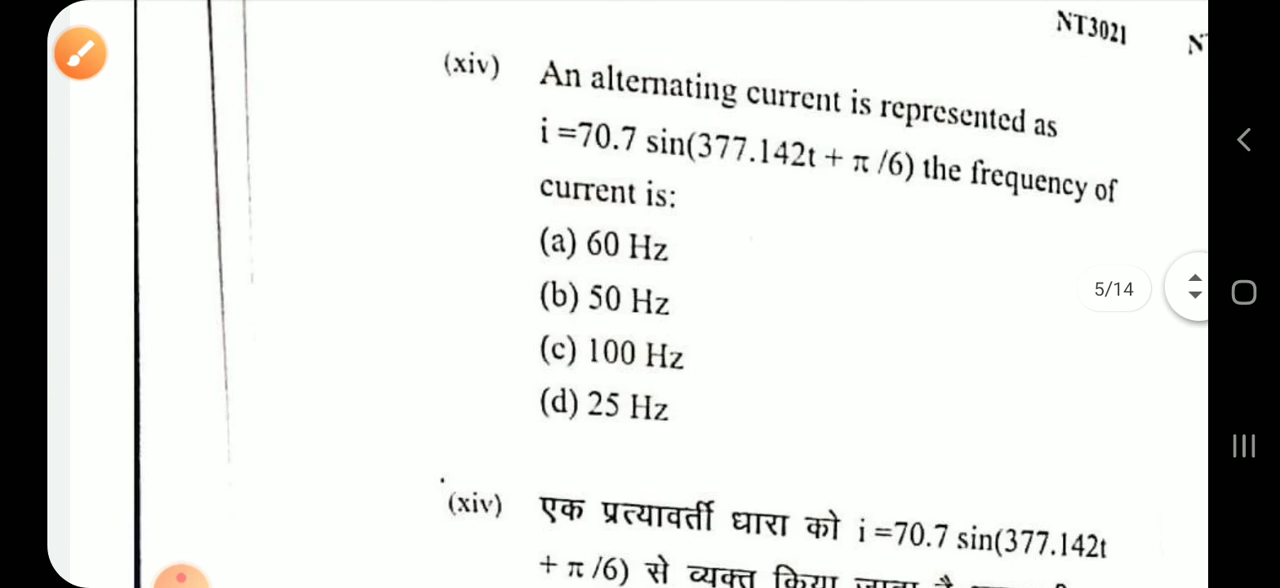 NT3021
(xiv) An alternating current is represented as
i =70.7 sin(377.142t + π /6) the frequency of
current is:
(a) 60 Hz
(b) 50 Hz
(c) 100 Hz
(d) 25 Hz
5/14
(xiv) एक प्रत्यावर्ती धारा को i =70.7 sin(377.142t
+ π /6) से व्यक्त किया जाता है